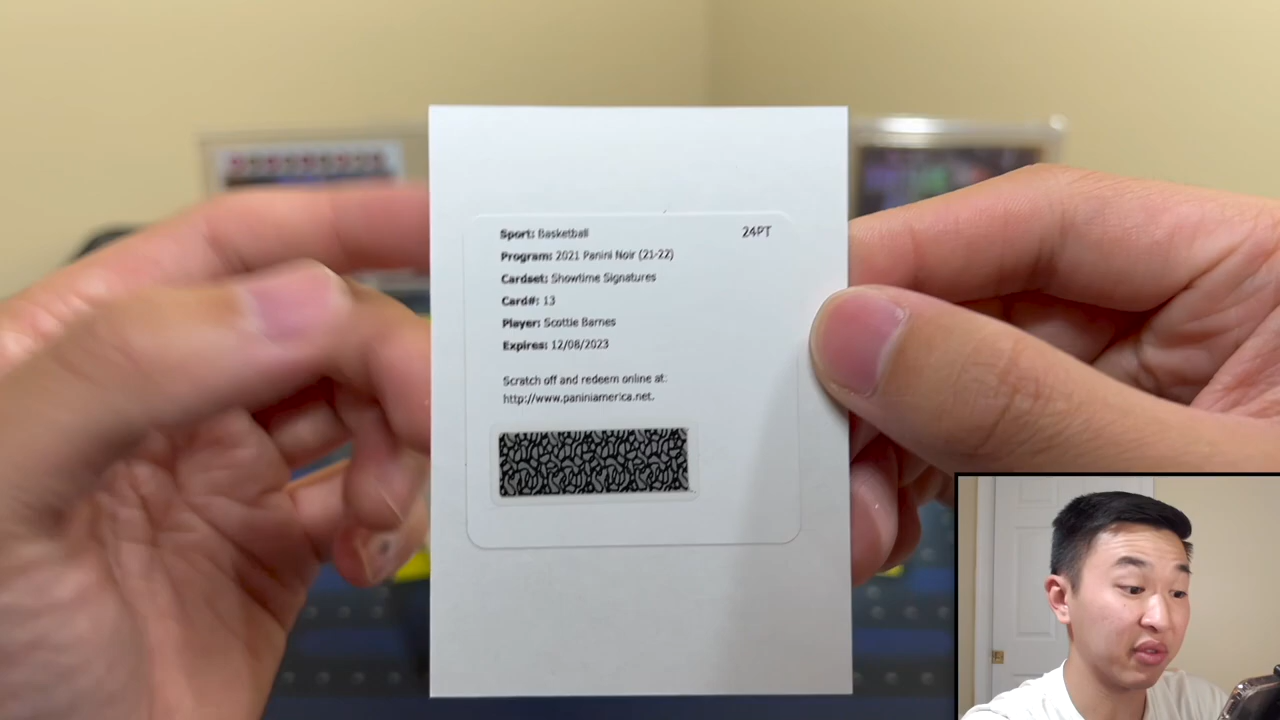 Sport: Basketball 24PT
Program: 2021 Panini Noir (21-22)
Cardset: Showtime Signatures
Card#: 13
Player: Scottie Barnes
Expires: 12/08/2023
Scratch off and redeem online at:
http://www.paniniamerica.net.